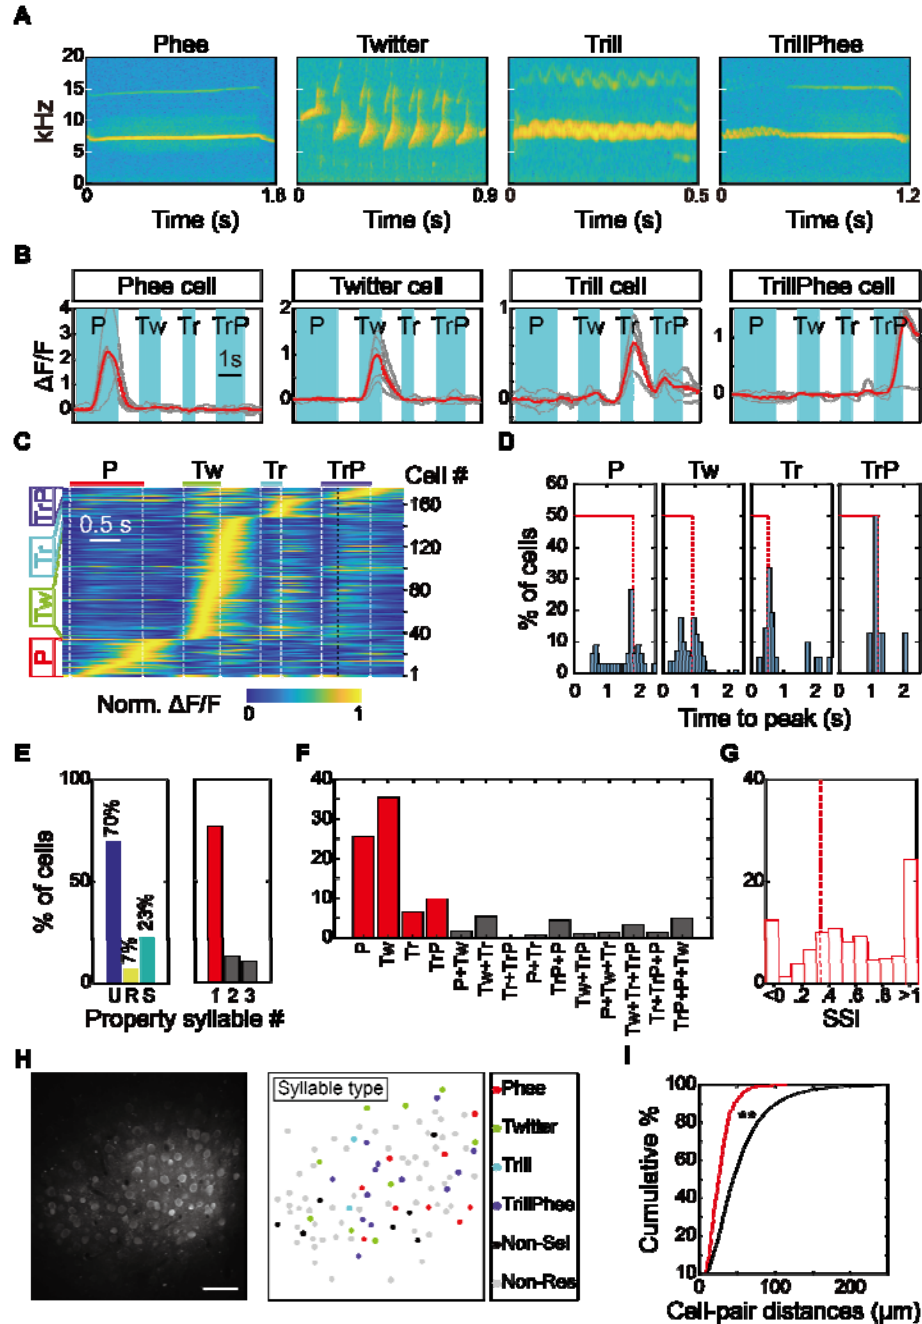 A
Phee
Twitter
Trill
TrillPhee
kHz
20
15
10
5
0
0
1.8
0
0.9
0
0.5
0
1.2
Time (s)
Time (s)
Time (s)
Time (s)
B
Phee cell
Twitter cell
Trill cell
TrillPhee cell
ΔF/F
4
3
2
1
0
P
Tw
Tr
TrP
1s
2
1
0
P
Tw
Tr
TrP
1
0
P
Tw
Tr
TrP
1
0
P
Tw
Tr
TrP
C
P
Tw
Tr
TrP
Cell #
TrP
Tr
Tw
P
0.5 s
160
120
80
40
1
Norm. ΔF/F
0
1
D
P
Tw
Tr
TrP
% of cells
60
50
40
30
20
10
0
0
1
2
0
1
2
0
1
2
0
1
2
Time to peak (s)
E
% of cells
100
50
0
70%
7%
23%
U R S
1 2 3
Property syllable #
F
40
30
20
10
0
P
Tw
Tr
TrP
P+Tw
Tw+Tr
Tr+TrP
P+Tr
TrP+P
Tw+TrP
P+Tw+Tr
Tw+Tr+TrP
Tr+TrP+P
TrP+P+Tw
G
40
20
0
<0
.2
.4
.6
.8
>1
SSI
H
Syllable type
Phee
Twitter
Trill
TrillPhee
Non-Sel
Non-Res
I
Cumulative %
100
80
60
40
20
10
**
0
100
200
Cell-pair distances (μm)